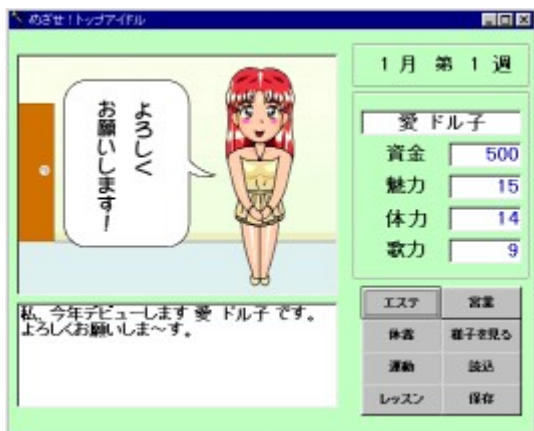 めざせ！トップアイドル
よろしく
お願いします！
1月 第 1 週
愛 ドル子
資金 500
魅力 15
体力 14
歌力 9
私、今年デビューします 愛 ドル子 です。
よろしくお願いしま～す。
エステ 営業
休養 様子を見る
運動 読込
レッスン 保存